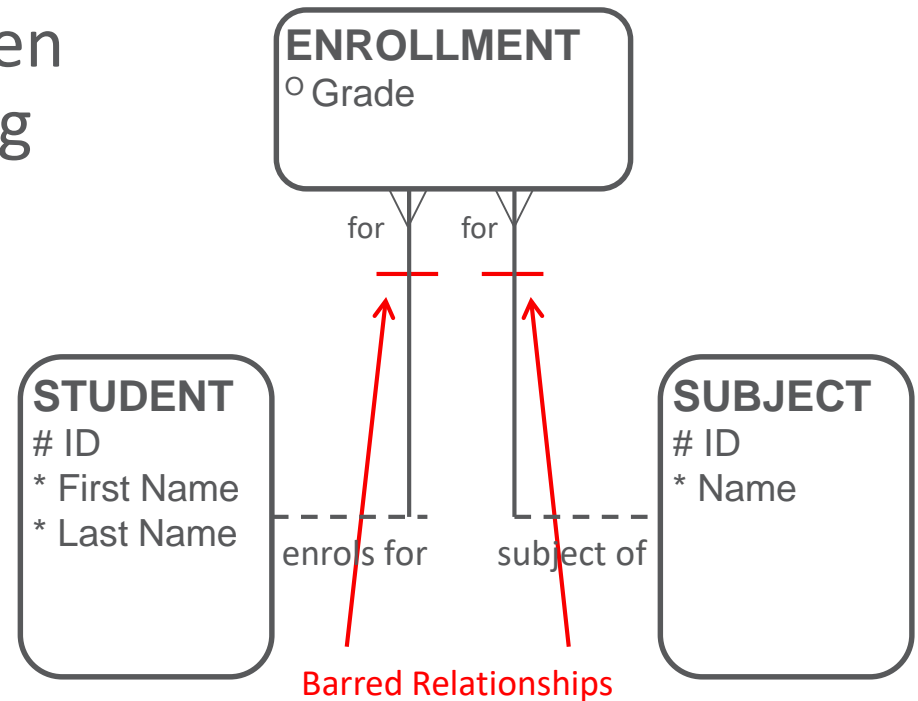 en
g
ENROLLMENT
O Grade
for
for
STUDENT
# ID
* First Name
* Last Name
SUBJECT
# ID
* Name
enrols for
subject of
Barred Relationships